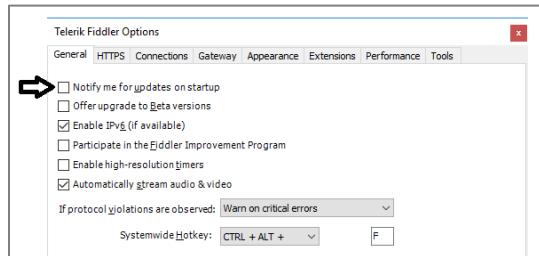 Telerik Fiddler Options
x
General HTTPS Connections Gateway Appearance Extensions Performance Tools
Notify me for updates on startup
Offer upgrade to Beta versions
Enable IPv6 (if available)
Participate in the Fiddler Improvement Program
Enable high-resolution timers
Automatically stream audio & video
If protocol violations are observed: Warn on critical errors
Systemwide Hotkey: CTRL + ALT + F